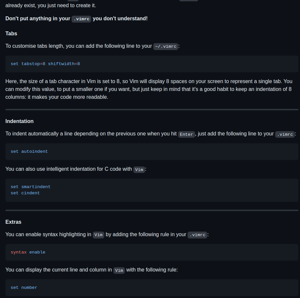 already exist, you just need to create it.
Don't put anything in your .vimrc you don't understand!
Tabs
To customise tabs length, you can add the following line to your ~/.vimrc:
set tabstop=8 shiftwidth=8
Here, the size of a tab character in Vim is set to 8, so Vim will display 8 spaces on your screen to represent a single tab. You
can modify this value, to put a smaller one if you want, but just keep in mind that it's good habit to keep an indentation of 8
columns: it makes your code more readable.
Indentation
To indent automatically a line depending on the previous one when you hit Enter, just add the following line to your .vimrc:
set autoindent
You can also use intelligent indentation for C code with Vim:
set smartindent
set cindent
Extras
You can enable syntax highlighting in Vim by adding the following rule in your .vimrc:
syntax enable
You can display the current line and column in Vim with the following rule:
set number